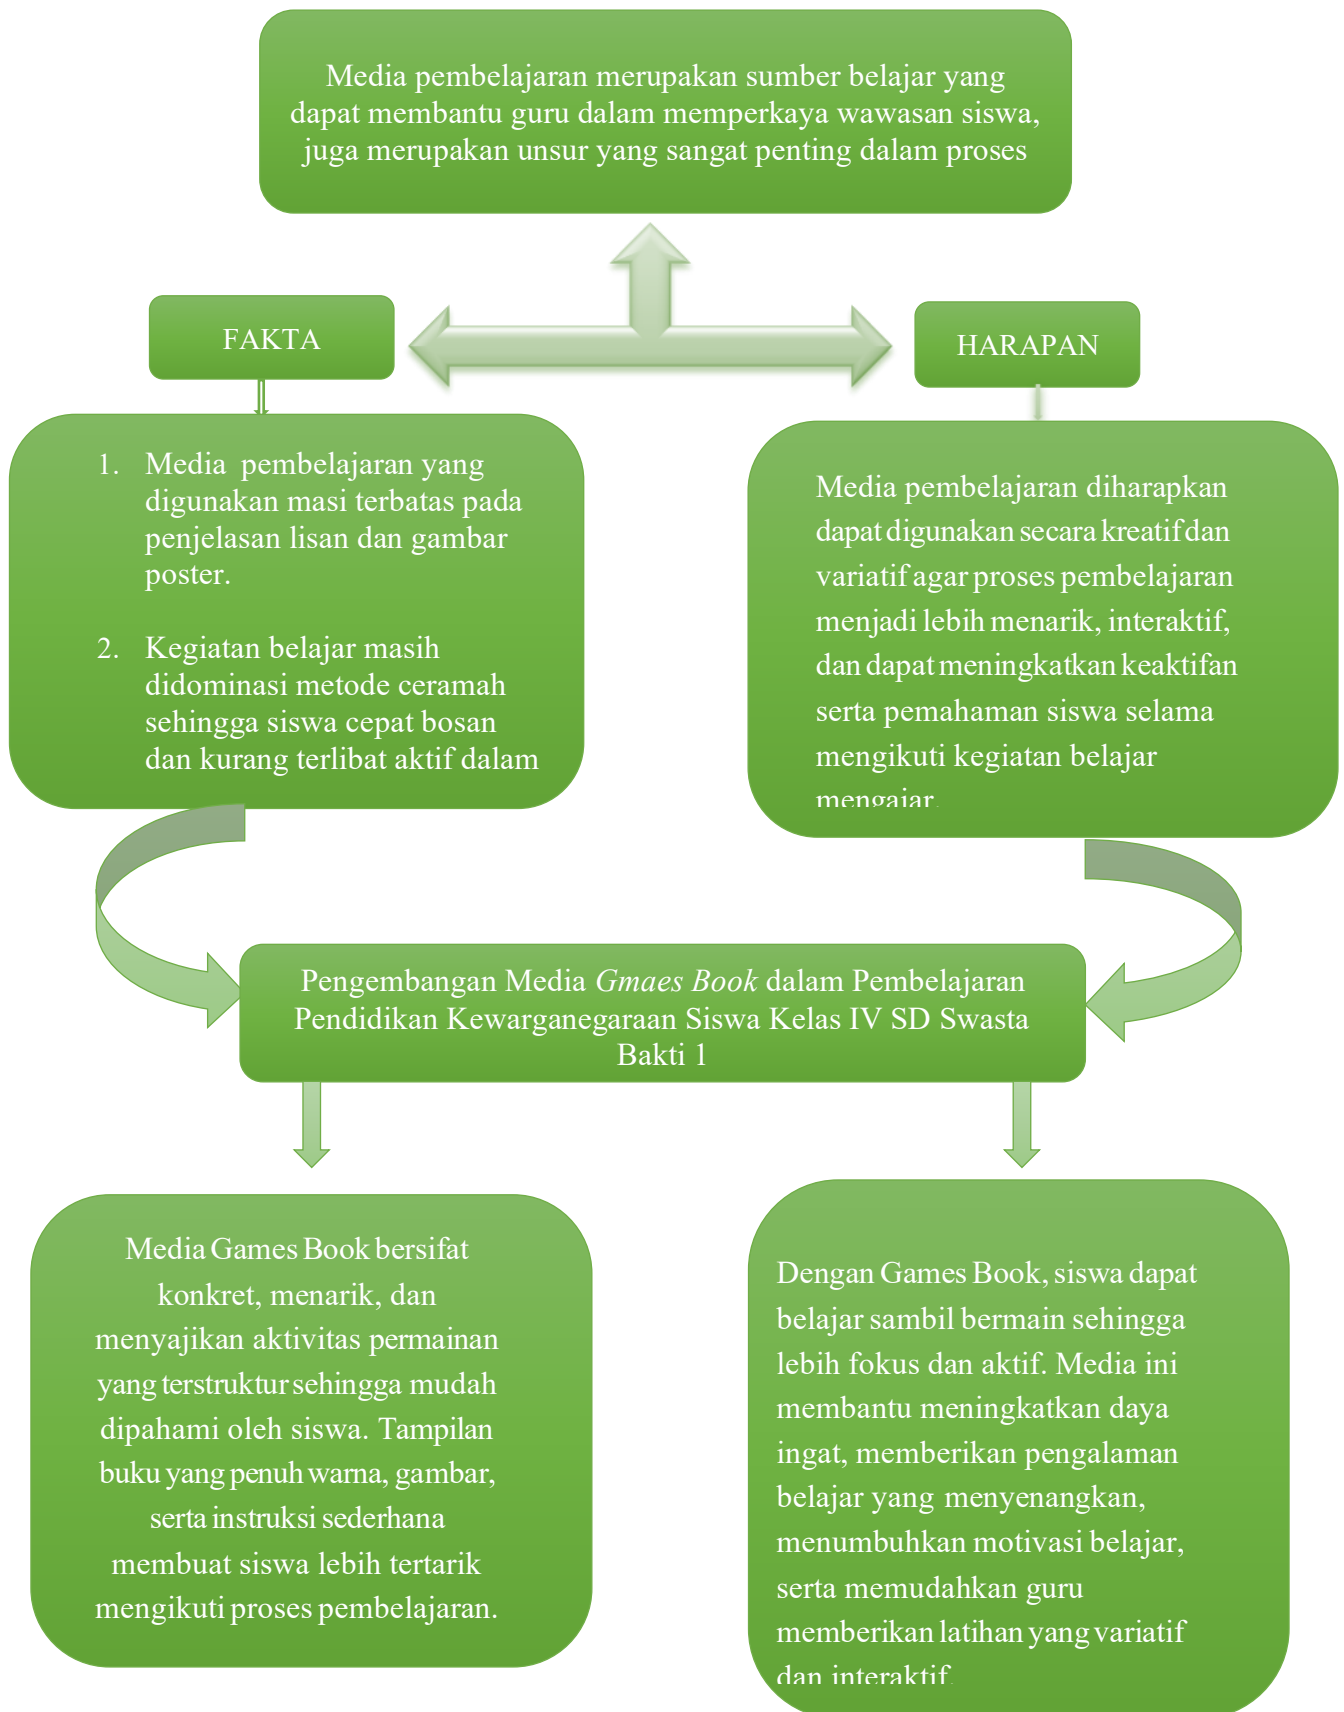 Media pembelajaran merupakan sumber belajar yang
dapat membantu guru dalam memperkaya wawasan siswa,
juga merupakan unsur yang sangat penting dalam proses
FAKTA
HARAPAN
1. Media pembelajaran yang
digunakan masi terbatas pada
penjelasan lisan dan gambar
poster.
2. Kegiatan belajar masih
didominasi metode ceramah
sehingga siswa cepat bosan
dan kurang terlibat aktif dalam
Media pembelajaran diharapkan
dapat digunakan secara kreatif dan
variatif agar proses pembelajaran
menjadi lebih menarik, interaktif,
dan dapat meningkatkan keaktifan
serta pemahaman siswa selama
mengikuti kegiatan belajar
mengajar.
Pengembangan Media Gmaes Book dalam Pembelajaran
Pendidikan Kewarganegaraan Siswa Kelas IV SD Swasta
Bakti 1
Media Games Book bersifat
konkret, menarik, dan
menyajikan aktivitas permainan
yang terstruktur sehingga mudah
dipahami oleh siswa. Tampilan
buku yang penuh warna, gambar,
serta instruksi sederhana
membuat siswa lebih tertarik
mengikuti proses pembelajaran.
Dengan Games Book, siswa dapat
belajar sambil bermain sehingga
lebih fokus dan aktif. Media ini
membantu meningkatkan daya
ingat, memberikan pengalaman
belajar yang menyenangkan,
menumbuhkan motivasi belajar,
serta memudahkan guru
memberikan latihan yang variatif
dan interaktif.